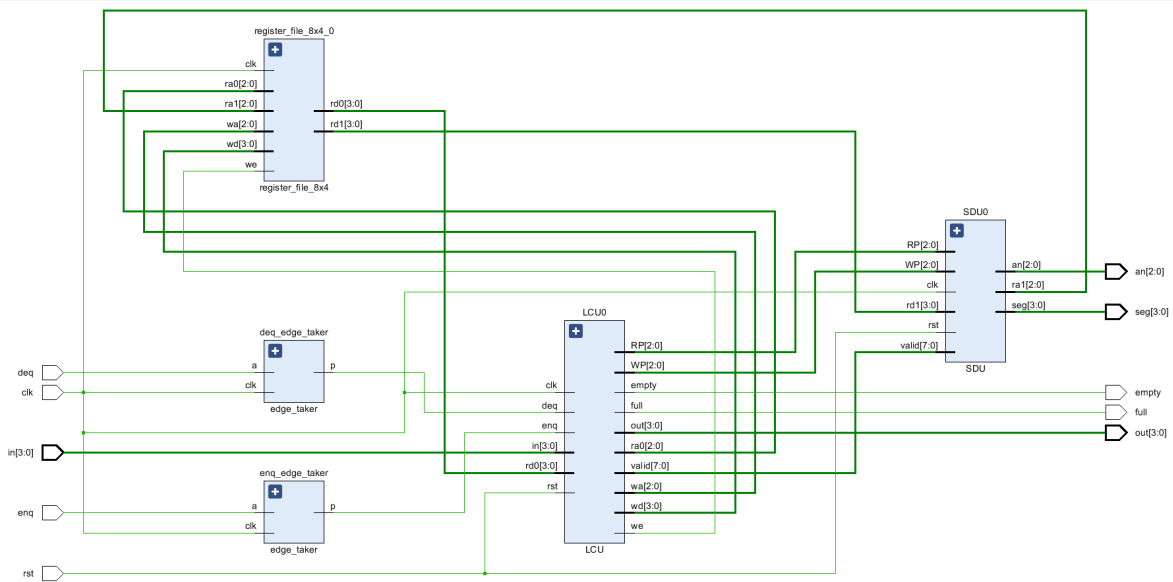 register_file_8x4_0
clk
ra0[2:0]
ra1[2:0]
wa[2:0]
wd[3:0]
we
rd0[3:0]
rd1[3:0]
register_file_8x4
SDU0
RP[2:0]
WP[2:0]
clk
rd1[3:0]
rst
valid[7:0]
an[2:0]
ra1[2:0]
seg[3:0]
SDU
an[2:0]
seg[3:0]
deq_edge_taker
a
clk
p
edge_taker
deq
clk
in[3:0]
enq
rst
enq_edge_taker
a
clk
p
edge_taker
LCU0
clk
deq
enq
in[3:0]
rd0[3:0]
rst
RP[2:0]
WP[2:0]
empty
full
out[3:0]
ra0[2:0]
valid[7:0]
wa[2:0]
wd[3:0]
we
LCU
empty
full
out[3:0]